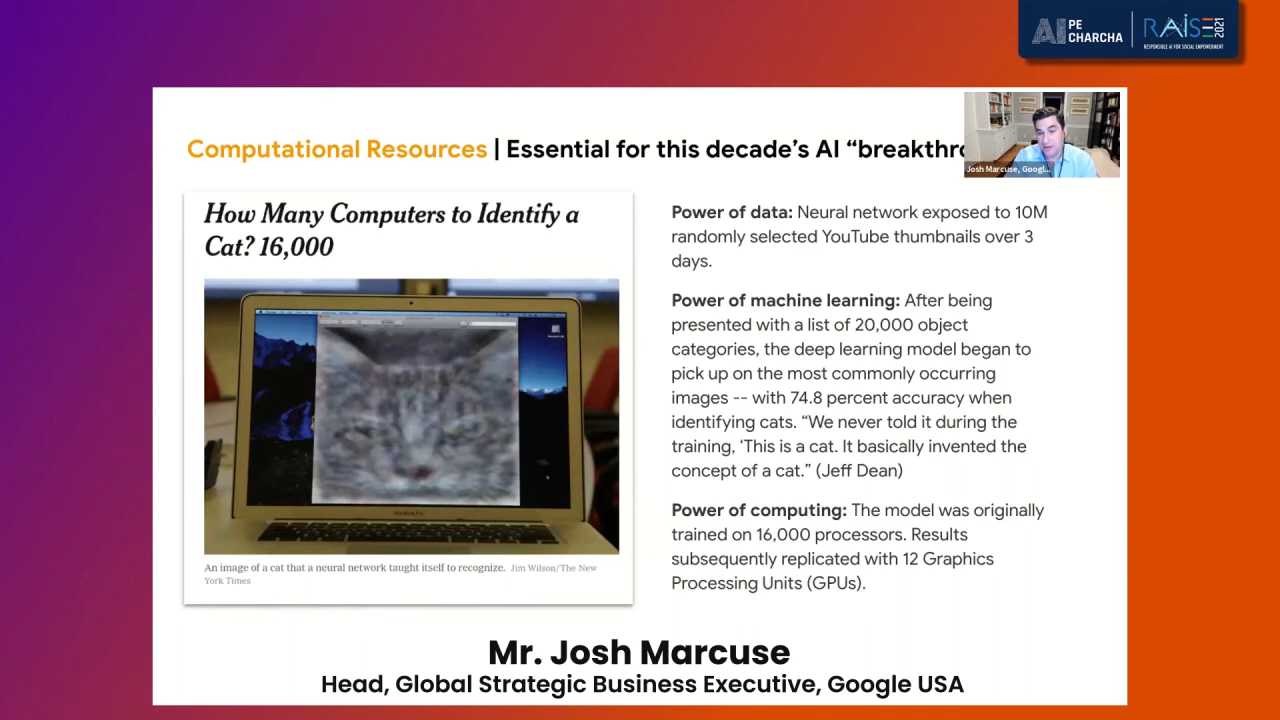 AI PE
CHARCHA
RAISE 2021
RESPONSIBLE AI FOR SOCIAL EMPOWERMENT
Computational Resources | Essential for this decade's AI “breakthro
Josh Marcuse, Googl...
How Many Computers to Identify a
Cat? 16,000
MacBook Pro
An image of a cat that a neural network taught itself to recognize. Jim Wilson/The New
York Times
Power of data: Neural network exposed to 10M
randomly selected YouTube thumbnails over 3
days.
Power of machine learning: After being
presented with a list of 20,000 object
categories, the deep learning model began to
pick up on the most commonly occurring
images -- with 74.8 percent accuracy when
identifying cats. “We never told it during the
training, ‘This is a cat. It basically invented the
concept of a cat.” (Jeff Dean)
Power of computing: The model was originally
trained on 16,000 processors. Results
subsequently replicated with 12 Graphics
Processing Units (GPUs).
Mr. Josh Marcuse
Head, Global Strategic Business Executive, Google USA